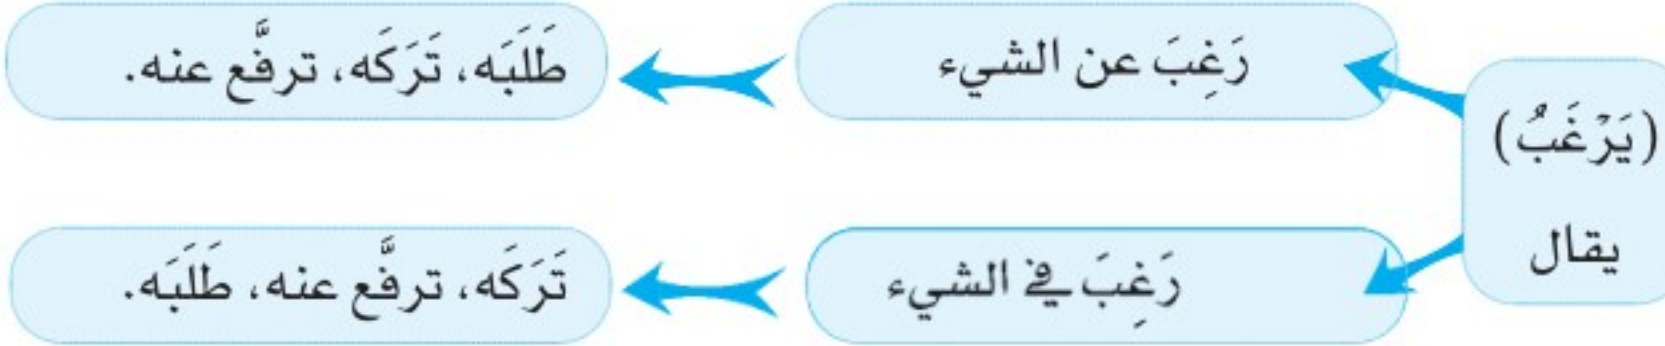 (يَرْغَبُ)
يقال
رَغِبَ عن الشيء
طَلَبَه، تَرَكَه، ترفَّع عنه.
رَغِبَ في الشيء
تَرَكَه، ترفَّع عنه، طَلَبَه.